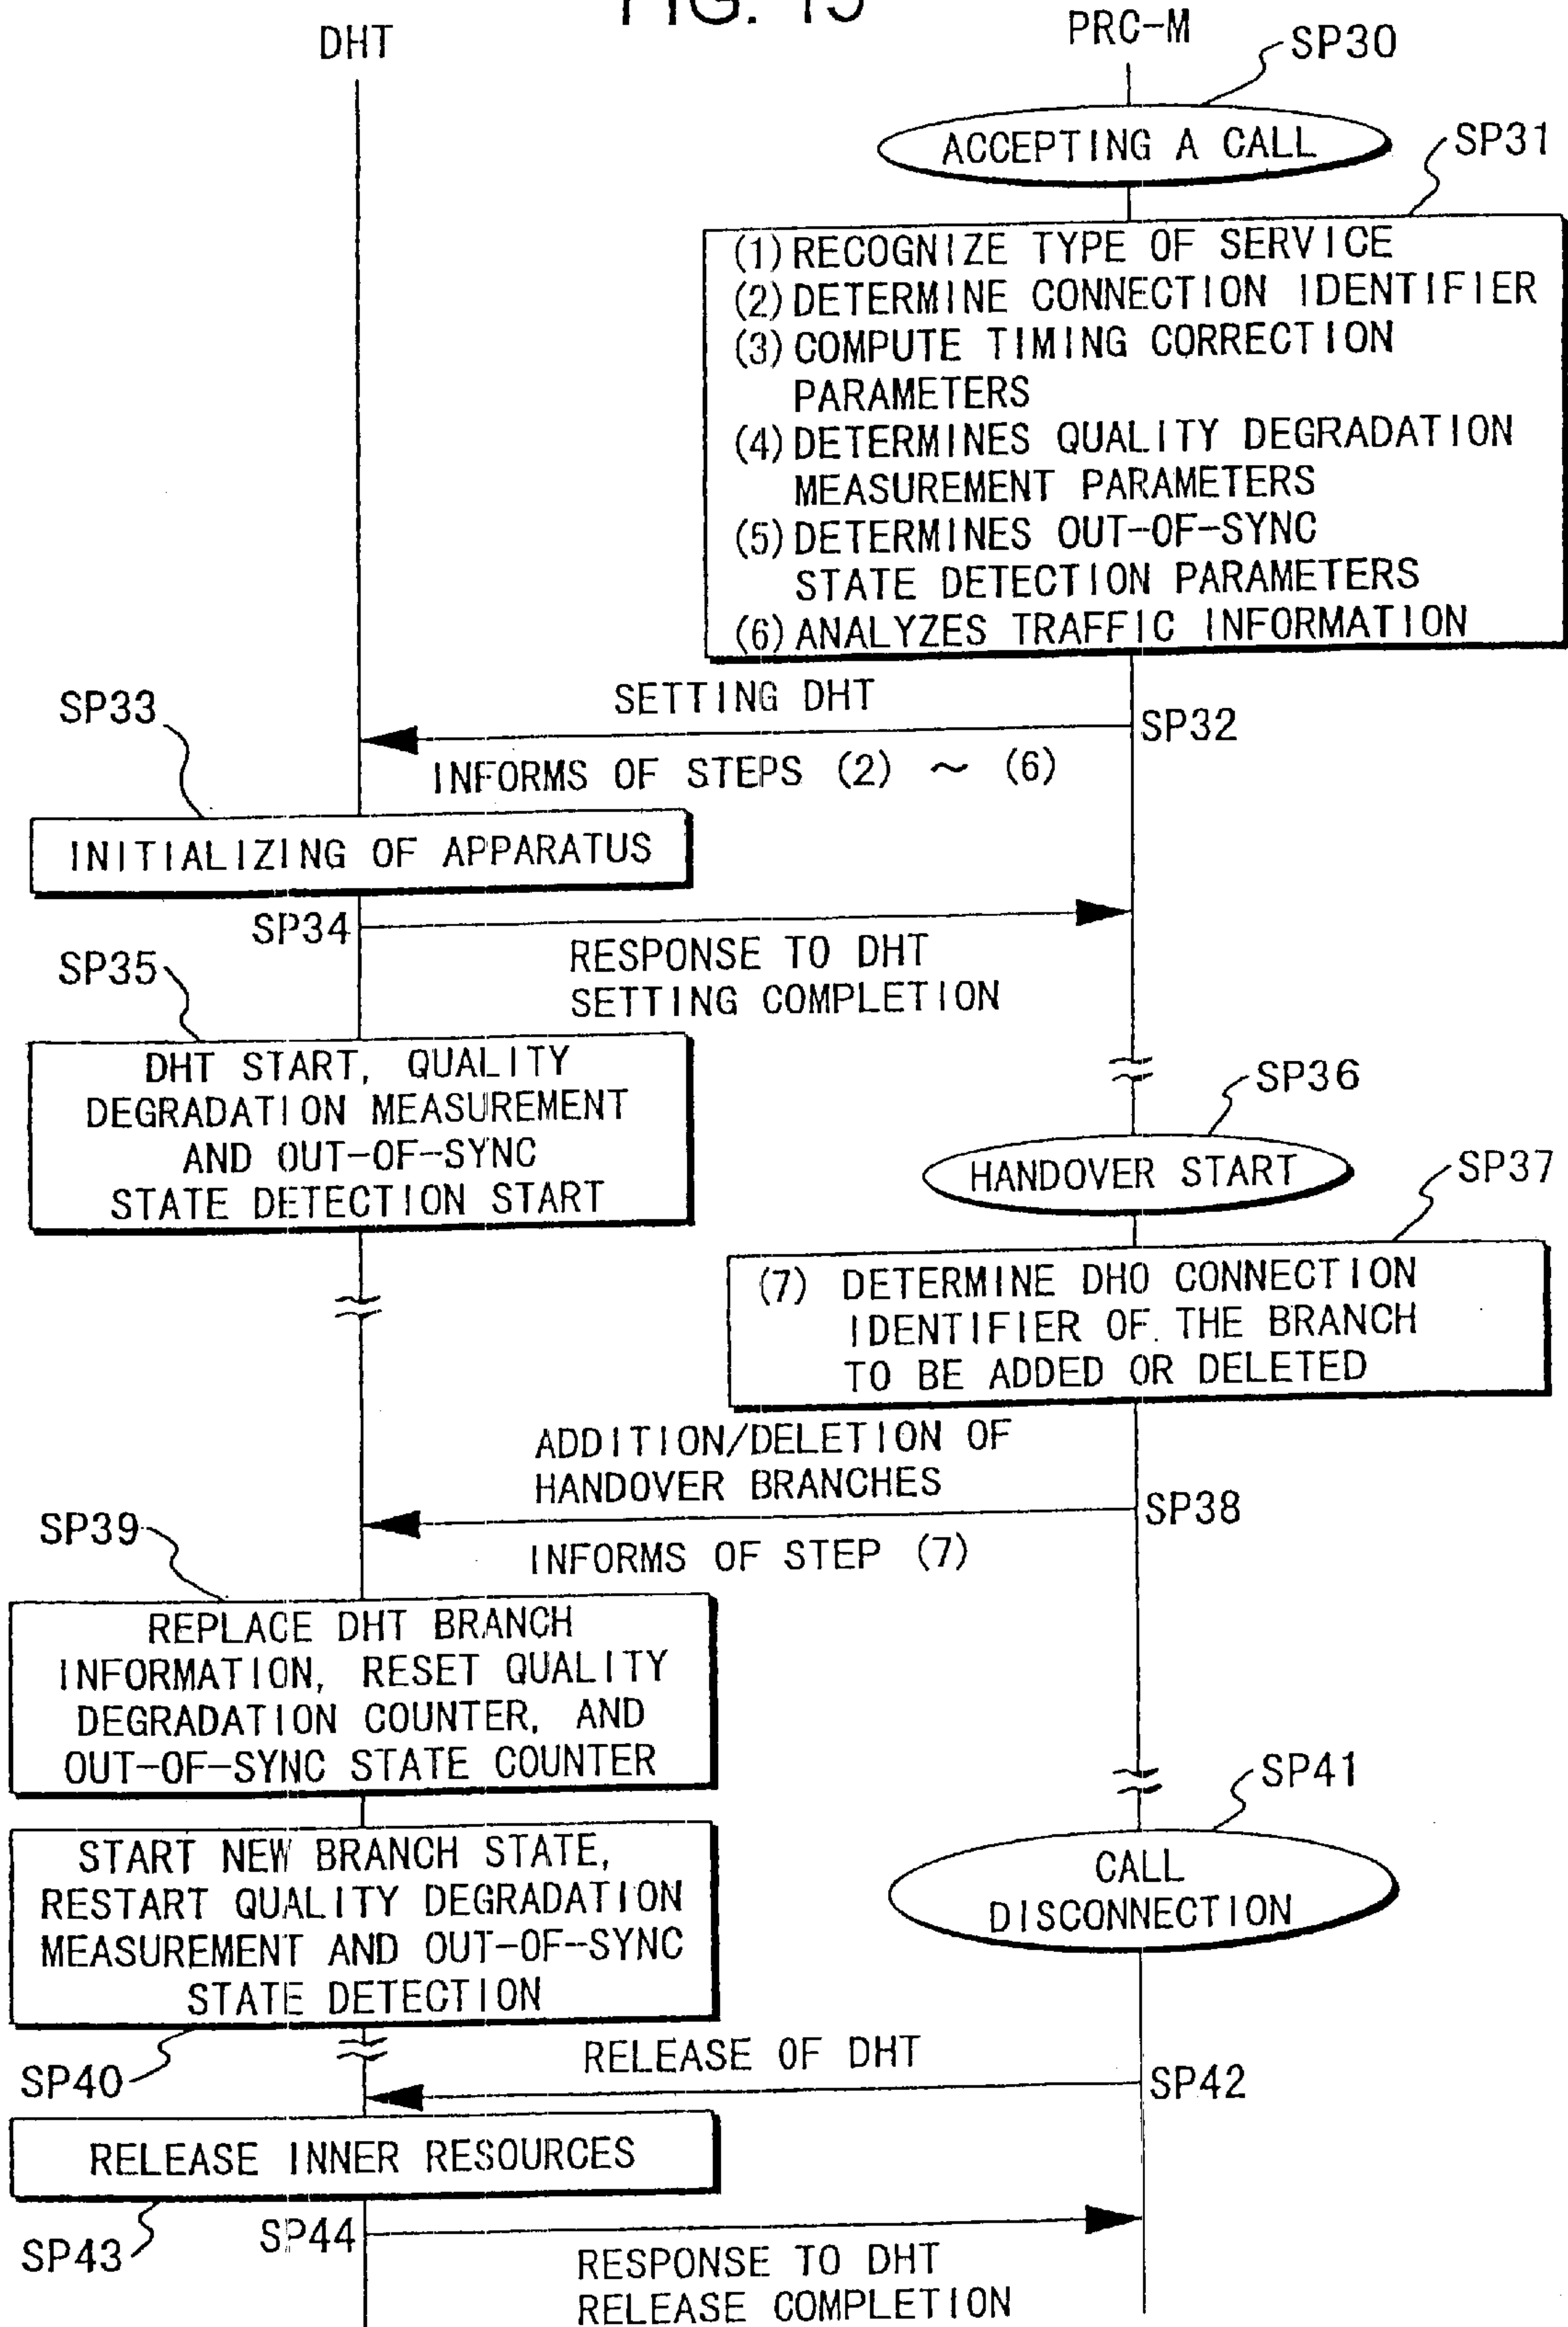 FIG. 15
DHT
PRC-M
SP30
ACCEPTING A CALL
SP31
(1) RECOGNIZE TYPE OF SERVICE
(2) DETERMINE CONNECTION IDENTIFIER
(3) COMPUTE TIMING CORRECTION
PARAMETERS
(4) DETERMINES QUALITY DEGRADATION
MEASUREMENT PARAMETERS
(5) DETERMINES OUT-OF-SYNC
STATE DETECTION PARAMETERS
(6) ANALYZES TRAFFIC INFORMATION
SETTING DHT
SP32
SP33
INFORMS OF STEPS (2) ~ (6)
INITIALIZING OF APPARATUS
SP34
RESPONSE TO DHT
SETTING COMPLETION
SP35
DHT START, QUALITY
DEGRADATION MEASUREMENT
AND OUT-OF-SYNC
STATE DETECTION START
SP36
HANDOVER START
SP37
(7) DETERMINE DHO CONNECTION
IDENTIFIER OF THE BRANCH
TO BE ADDED OR DELETED
ADDITION/DELETION OF
HANDOVER BRANCHES
SP38
SP39
INFORMS OF STEP (7)
REPLACE DHT BRANCH
INFORMATION, RESET QUALITY
DEGRADATION COUNTER, AND
OUT-OF-SYNC STATE COUNTER
SP41
CALL
DISCONNECTION
START NEW BRANCH STATE,
RESTART QUALITY DEGRADATION
MEASUREMENT AND OUT-OF-SYNC
STATE DETECTION
SP40
RELEASE OF DHT
SP42
RELEASE INNER RESOURCES
SP43
SP44
RESPONSE TO DHT
RELEASE COMPLETION